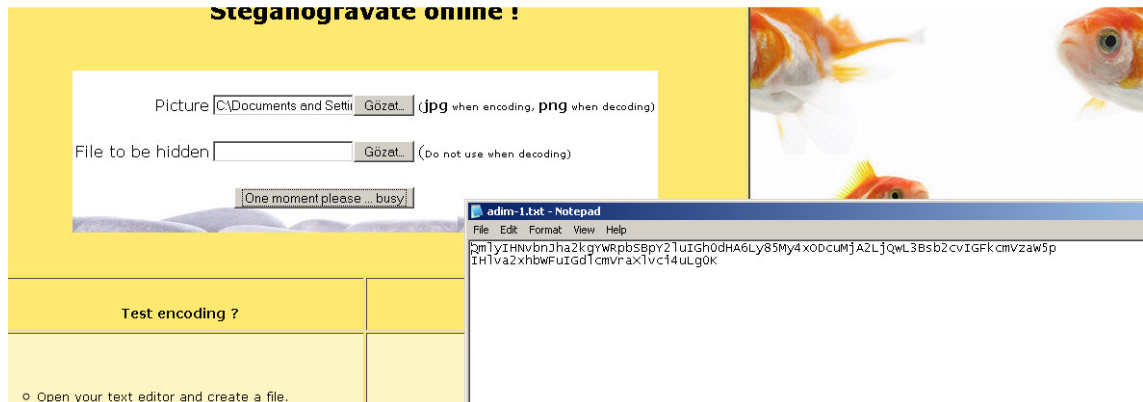 Steganogravate online !
Picture C:\Documents and Setti Gözat... (jpg when encoding, png when decoding)
File to be hidden Gözat... (Do not use when decoding)
One moment please ... busy
adim-1.txt - Notepad
File Edit Format View Help
QmlyIHNvbnJha2kgYWRpbSBpY2luIGh0dHA6Ly85My4xODcuMjA2LjQwL3Bsb2cvIGFkcmVzaW5p
IHlva2xhbWFuIGdlcmVraXlvci4uLg0K
Test encoding ?
Open your text editor and create a file.